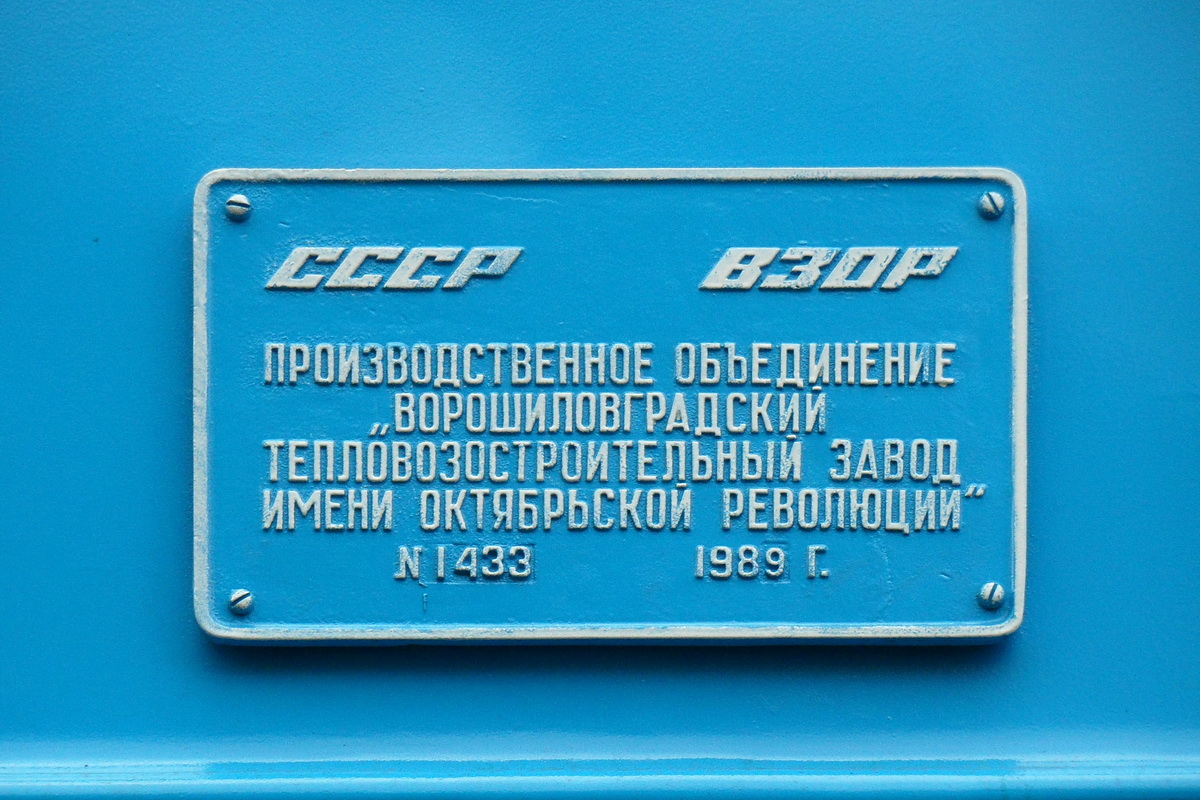 СССР ВЗОР
ПРОИЗВОДСТВЕННОЕ ОБЪЕДИНЕНИЕ
„ВОРОШИЛОВГРАДСКИЙ
ТЕПЛОВОЗОСТРОИТЕЛЬНЫЙ ЗАВОД
ИМЕНИ ОКТЯБРЬСКОЙ РЕВОЛЮЦИИ“
N 1433 1989 Г.